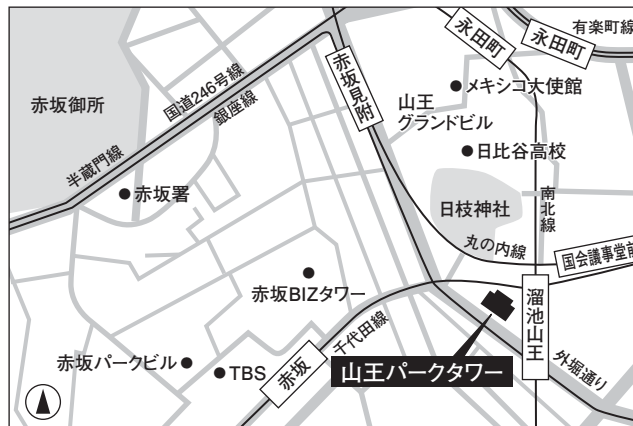 有楽町線
永田町
永田町
赤坂見附
メキシコ大使館
国道246号線
銀座線
赤坂御所
山王
グランドビル
日比谷高校
半蔵門線
赤坂署
日枝神社
南北線
丸の内線
国会議事堂前
赤坂BIZタワー
溜池山王
千代田線
外堀通り
赤坂パークビル
TBS
赤坂
山王パークタワー